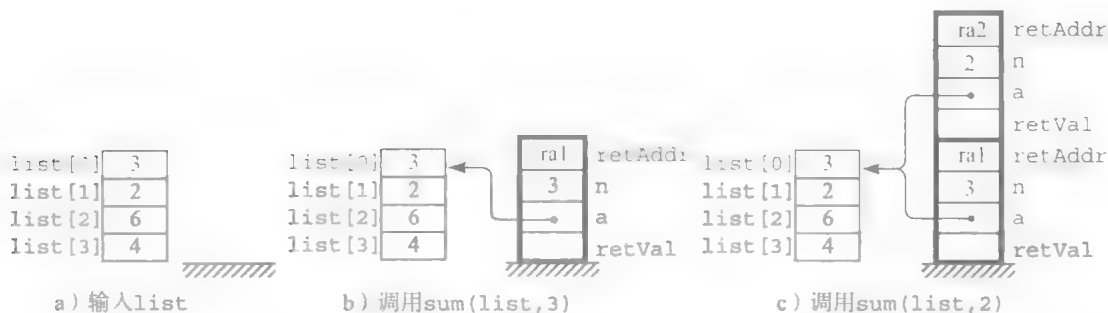 ra2 retAddr
2 n
a
retVal
list[ ] 3
list[1] 2
list[2] 6
list[3] 4
a）输入list
list[0] 3
list[1] 2
list[2] 6
list[3] 4
ra1 retAddr
3 n
a
retVal
b）调用sum(list,3)
list[0] 3
list[1] 2
list[2] 6
list[3] 4
ra1 retAddr
3 n
a
retVal
c）调用sum(list,2)